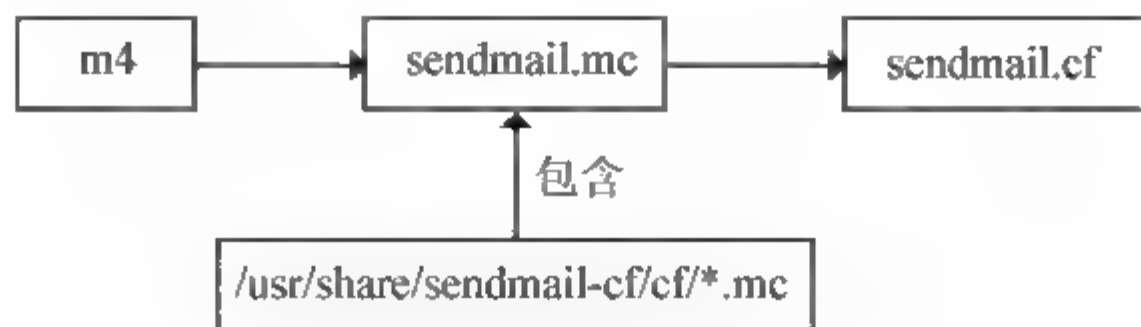 m4
sendmail.mc
sendmail.cf
包含
/usr/share/sendmail-cf/cf/*.mc